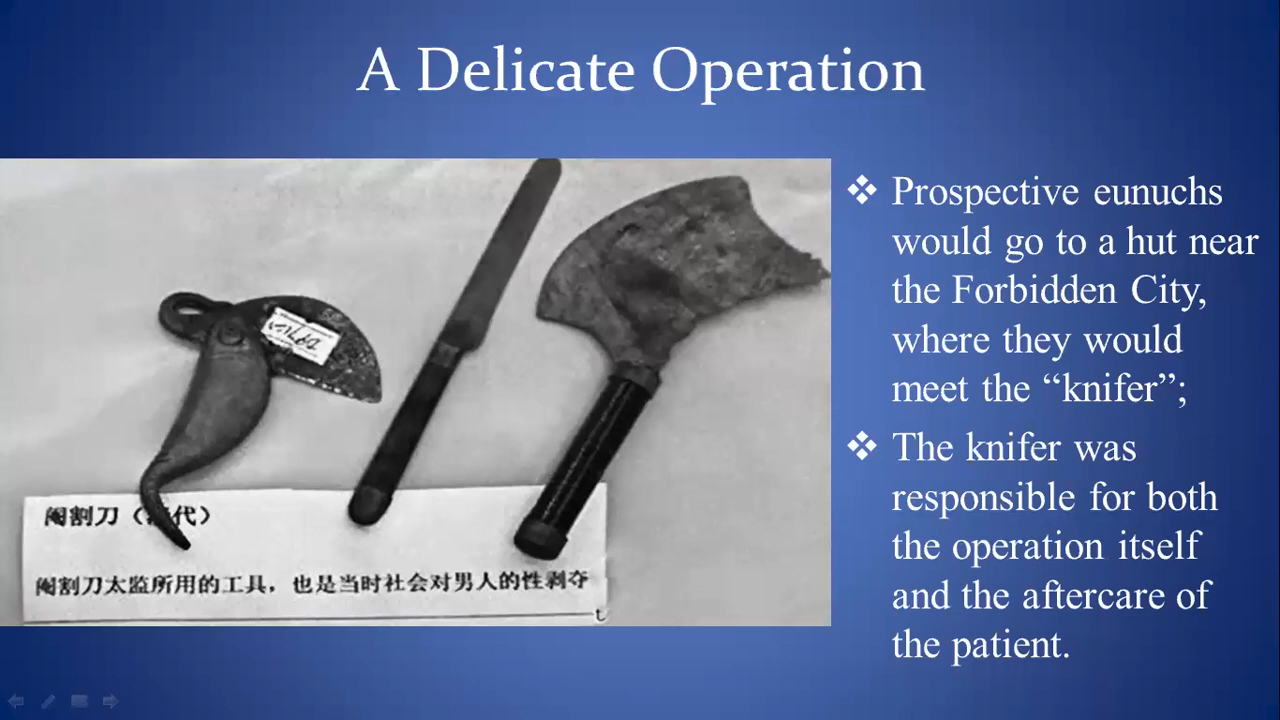 A Delicate Operation
❖ Prospective eunuchs
would go to a hut near
the Forbidden City,
where they would
meet the “knifer”;
❖ The knifer was
responsible for both
the operation itself
and the aftercare of
the patient.
阉割刀（代）
阉割刀太监所用的工具，也是当时社会对男人的性剥夺